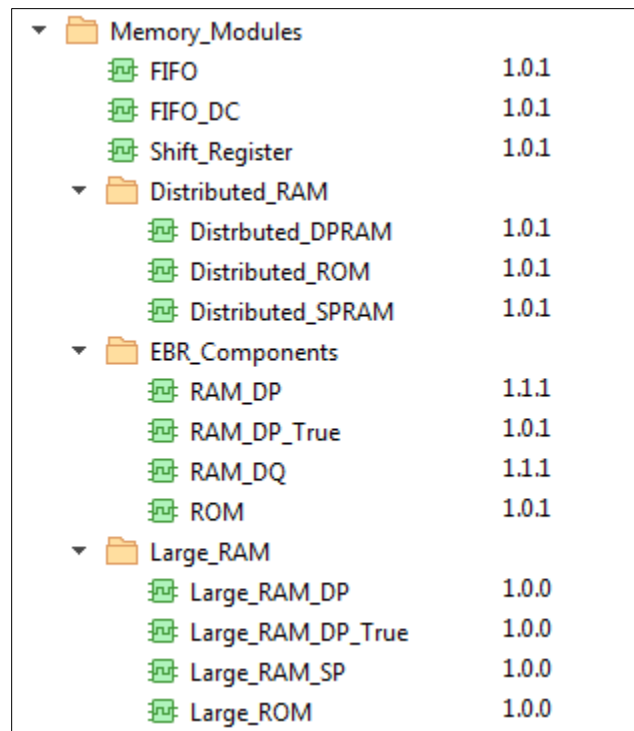 Memory_Modules
FIFO 1.0.1
FIFO_DC 1.0.1
Shift_Register 1.0.1
Distributed_RAM
Distrbuted_DPRAM 1.0.1
Distributed_ROM 1.0.1
Distributed_SPRAM 1.0.1
EBR_Components
RAM_DP 1.1.1
RAM_DP_True 1.0.1
RAM_DQ 1.1.1
ROM 1.0.1
Large_RAM
Large_RAM_DP 1.0.0
Large_RAM_DP_True 1.0.0
Large_RAM_SP 1.0.0
Large_ROM 1.0.0